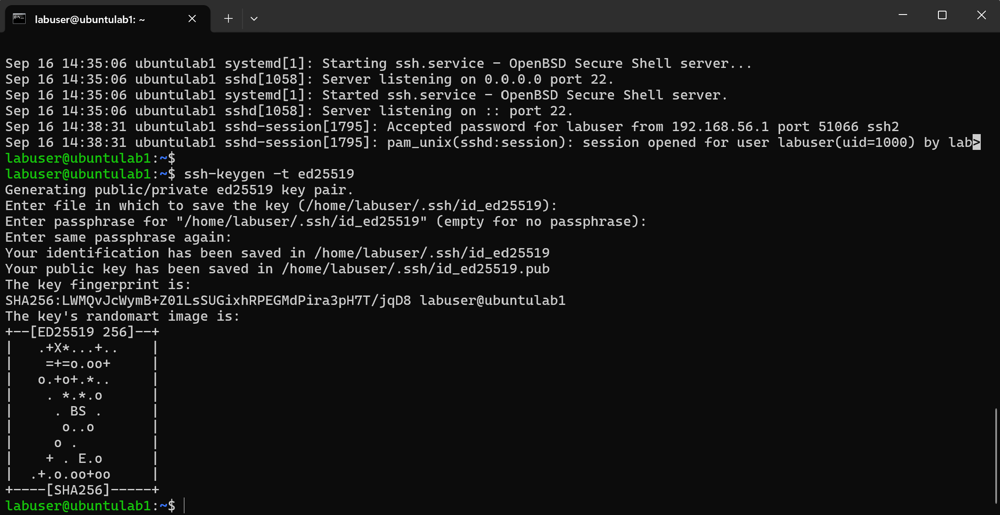 labuser@ubuntulab1: ~
Sep 16 14:35:06 ubuntulab1 systemd[1]: Starting ssh.service - OpenBSD Secure Shell server...
Sep 16 14:35:06 ubuntulab1 sshd[1058]: Server listening on 0.0.0.0 port 22.
Sep 16 14:35:06 ubuntulab1 systemd[1]: Started ssh.service - OpenBSD Secure Shell server.
Sep 16 14:35:06 ubuntulab1 sshd[1058]: Server listening on :: port 22.
Sep 16 14:38:31 ubuntulab1 sshd-session[1795]: Accepted password for labuser from 192.168.56.1 port 51066 ssh2
Sep 16 14:38:31 ubuntulab1 sshd-session[1795]: pam_unix(sshd:session): session opened for user labuser(uid=1000) by lab>
labuser@ubuntulab1:~$
labuser@ubuntulab1:~$ ssh-keygen -t ed25519
Generating public/private ed25519 key pair.
Enter file in which to save the key (/home/labuser/.ssh/id_ed25519):
Enter passphrase for "/home/labuser/.ssh/id_ed25519" (empty for no passphrase):
Enter same passphrase again:
Your identification has been saved in /home/labuser/.ssh/id_ed25519
Your public key has been saved in /home/labuser/.ssh/id_ed25519.pub
The key fingerprint is:
SHA256:LWMQvJcWymB+Z01LsSUGixhRPEGMdPira3pH7T/jqD8 labuser@ubuntulab1
The key's randomart image is:
+--[ED25519 256]--+
|   .+X*...+..    |
|    =+=o.oo+     |
|   o.+o+.*..     |
|    . *.*.o      |
|     . BS .      |
|      o..o       |
|     o .         |
|    + . E.o      |
|  .+.o.oo+oo     |
+----[SHA256]-----+
labuser@ubuntulab1:~$